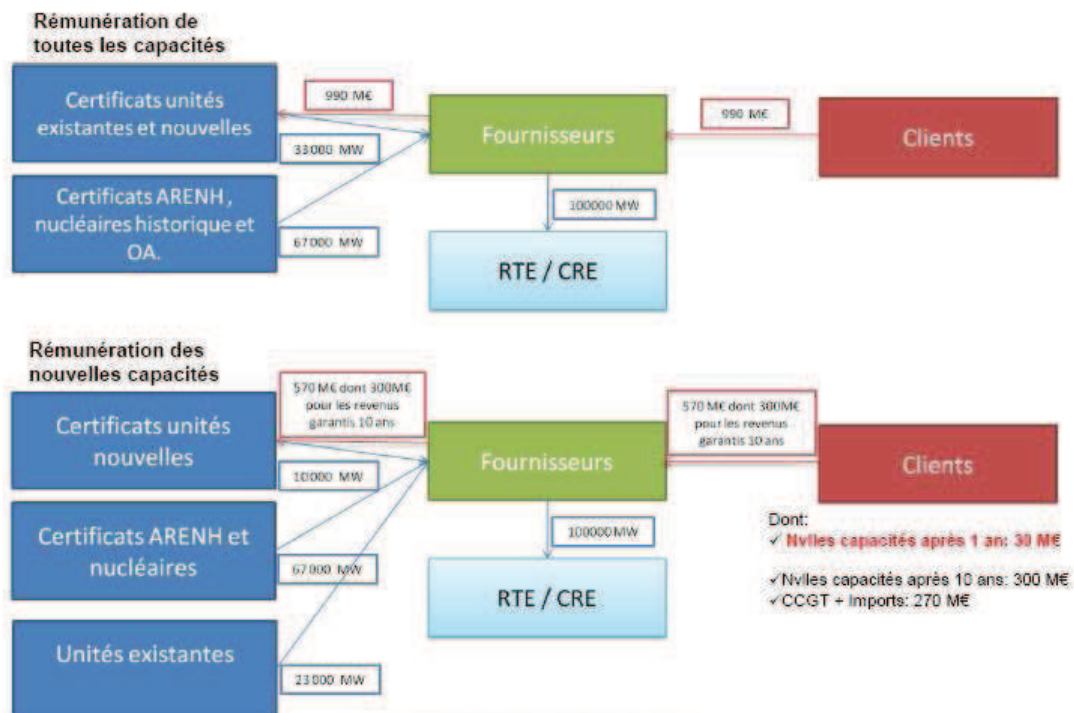 Rémunération de
toutes les capacités
Certificats unités
existantes et nouvelles
990 M€
33000 MW
Fournisseurs
990 M€
Clients
Certificats ARENH ,
nucléaires historique et
OA.
67000 MW
100000 MW
RTE / CRE
Rémunération des
nouvelles capacités
Certificats unités
nouvelles
570 M€ dont 300M€
pour les revenus
garantis 10 ans
10000 MW
Fournisseurs
570 M€ dont 300M€
pour les revenus
garantis 10 ans
Clients
Certificats ARENH et
nucléaires
67000 MW
100000 MW
RTE / CRE
Dont:
✓ Nvlles capacités après 1 an: 30 M€
✓Nvlles capacités après 10 ans: 300 M€
✓CCGT + Imports: 270 M€
Unités existantes
23000 MW